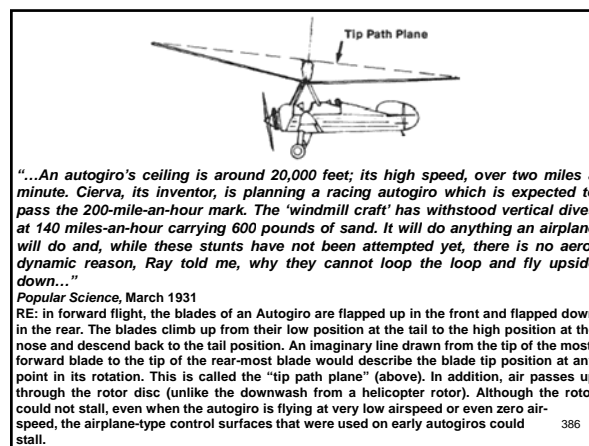 Tip Path Plane
“…An autogiro’s ceiling is around 20,000 feet; its high speed, over two miles
minute. Cierva, its inventor, is planning a racing autogiro which is expected
pass the 200-mile-an-hour mark. The ‘windmill craft’ has withstood vertical
at 140 miles-an-hour carrying 600 pounds of sand. It will do anything an
will do and, while these stunts have not been attempted yet, there is no
dynamic reason, Ray told me, why they cannot loop the loop and fly
down…”
Popular Science, March 1931
RE: in forward flight, the blades of an Autogiro are flapped up in the front and flapped
in the rear. The blades climb up from their low position at the tail to the high position at
nose and descend back to the tail position. An imaginary line drawn from the tip of the
forward blade to the tip of the rear-most blade would describe the blade tip position at
point in its rotation. This is called the “tip path plane” (above). In addition, air passes
through the rotor disc (unlike the downwash from a helicopter rotor). Although the
could not stall, even when the autogiro is flying at very low airspeed or even zero air-
speed, the airplane-type control surfaces that were used on early autogiros could
stall.
386